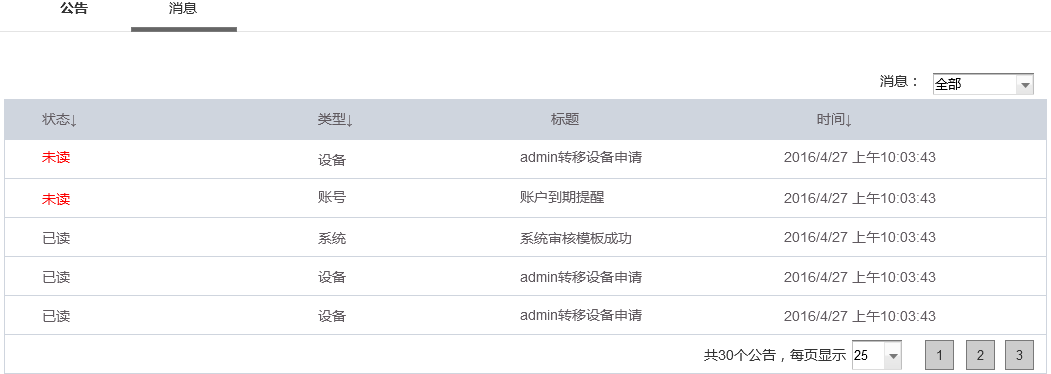 公告 消息
消息： 全部
状态↓ 类型↓ 标题 时间↓
未读 设备 admin转移设备申请 2016/4/27 上午10:03:43
未读 账号 账户到期提醒 2016/4/27 上午10:03:43
已读 系统 系统审核模板成功 2016/4/27 上午10:03:43
已读 设备 admin转移设备申请 2016/4/27 上午10:03:43
已读 设备 admin转移设备申请 2016/4/27 上午10:03:43
共30个公告，每页显示 25 1 2 3